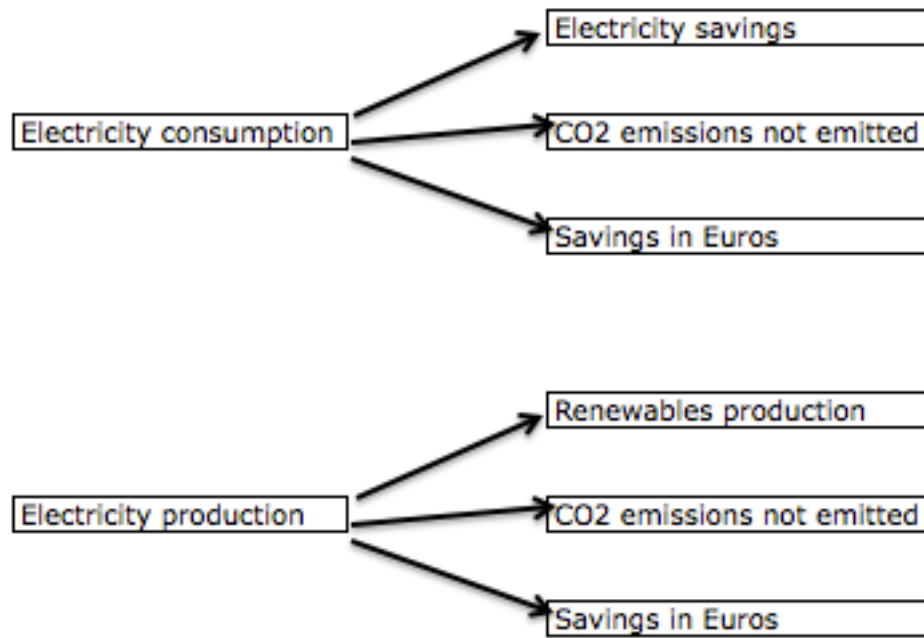 Electricity savings
Electricity consumption
CO2 emissions not emitted
Savings in Euros
Renewables production
Electricity production
CO2 emissions not emitted
Savings in Euros